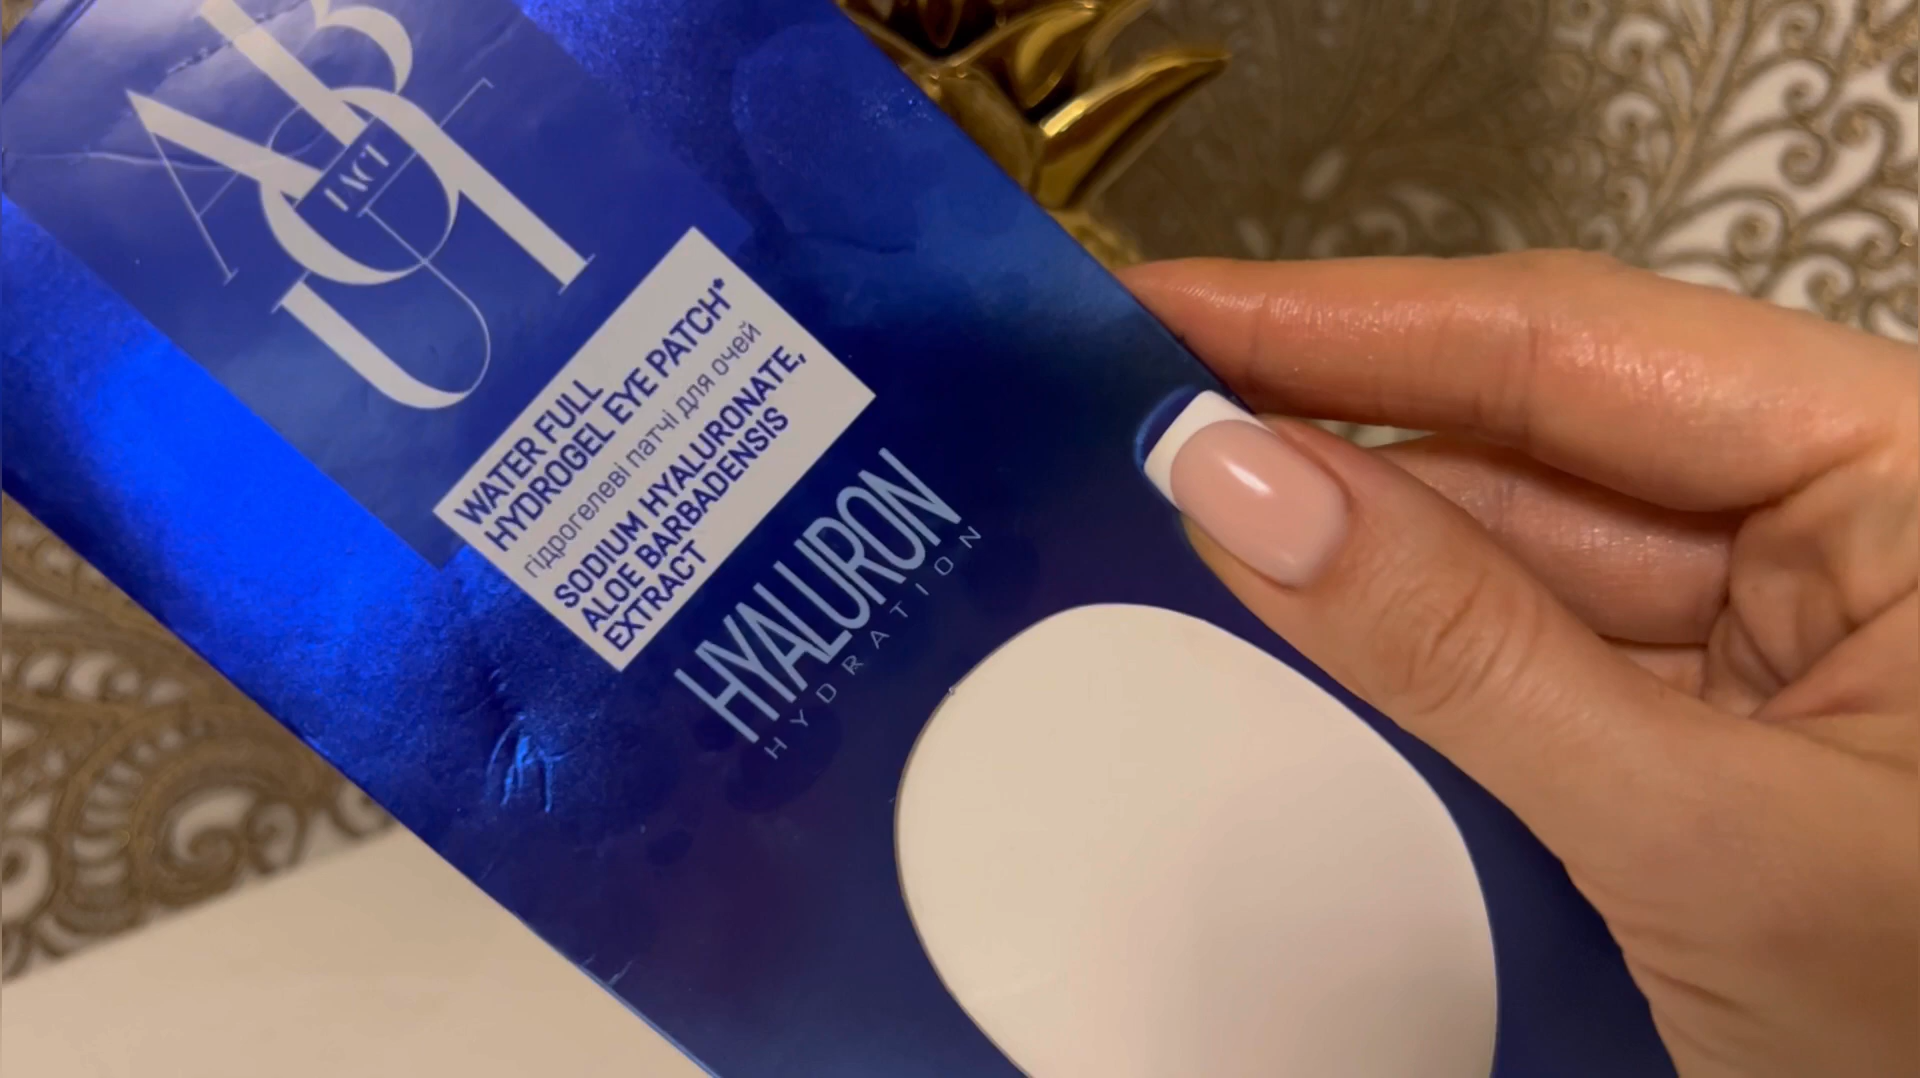 ABOUT
FACE
WATER FULL
HYDROGEL EYE PATCH*
гідрогелеві патчі для очей
SODIUM HYALURONATE,
ALOE BARBADENSIS
EXTRACT
HYALURON
HYDRATION